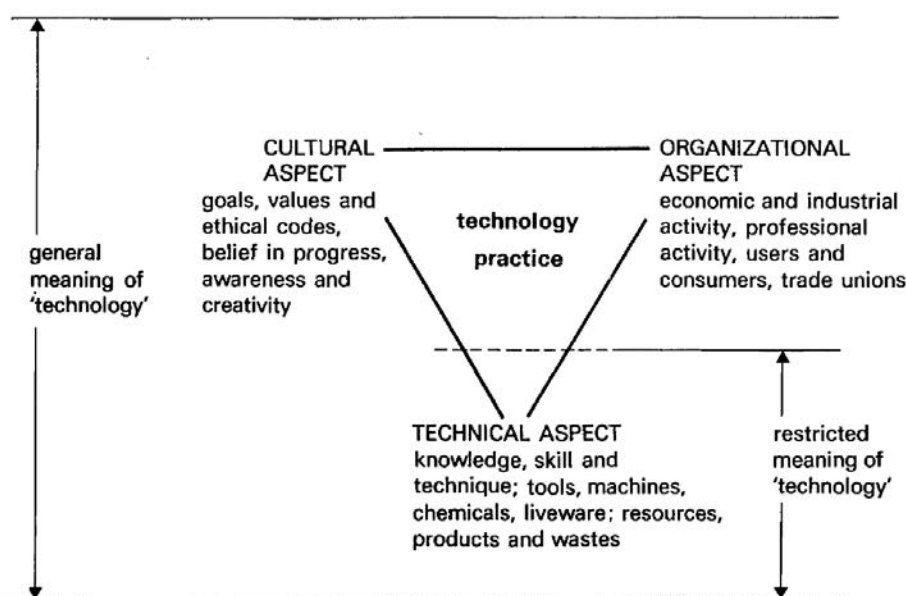 CULTURAL
ASPECT
goals, values and
ethical codes,
belief in progress,
awareness and
creativity
technology
practice
ORGANIZATIONAL
ASPECT
economic and industrial
activity, professional
activity, users and
consumers, trade unions
general
meaning of
'technology'
TECHNICAL ASPECT
knowledge, skill and
technique; tools, machines,
chemicals, liveware; resources,
products and wastes
restricted
meaning of
'technology'